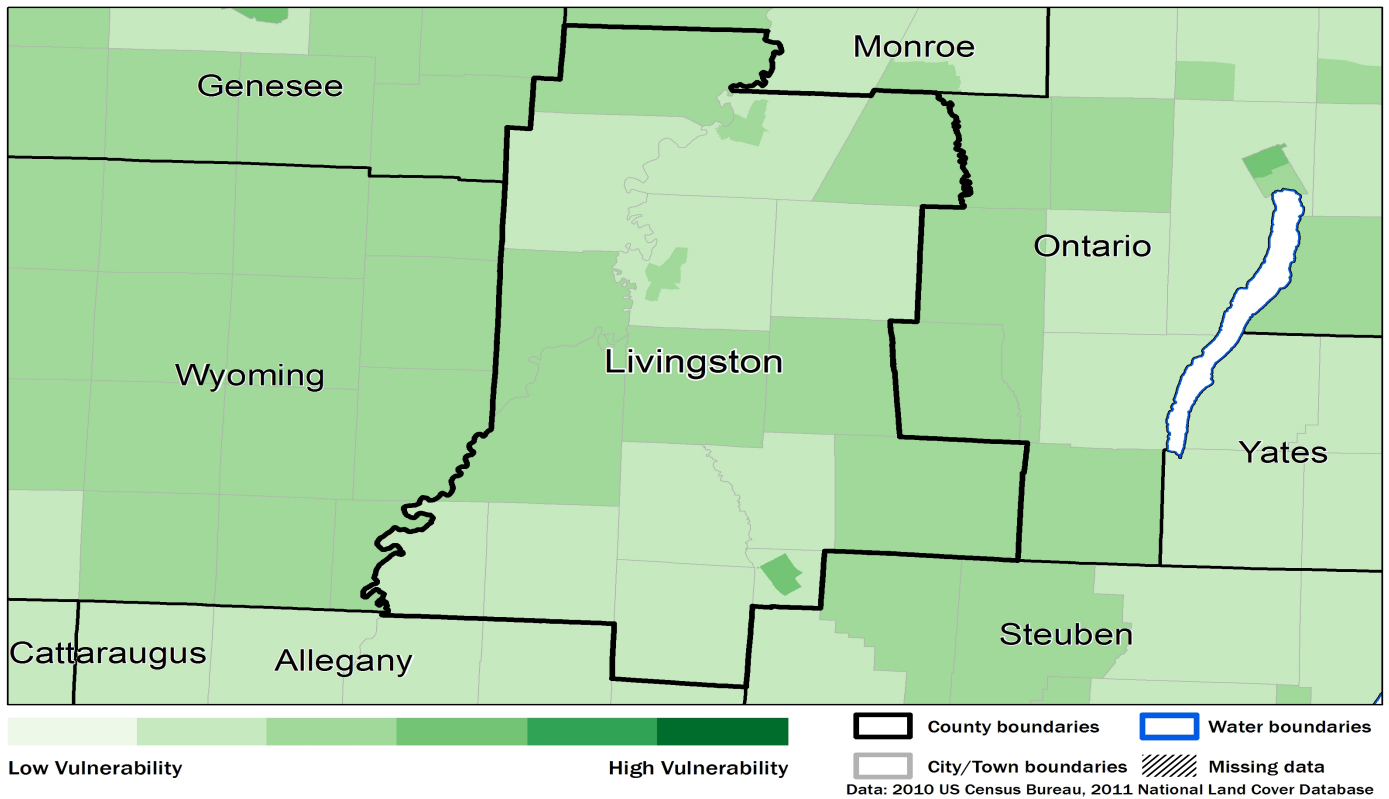 Monroe
Genesee
Ontario
Livingston
Wyoming
Yates
Steuben
Cattaraugus
Allegany
County boundaries
Water boundaries
Low Vulnerability
High Vulnerability
City/Town boundaries
Missing data
Data: 2010 US Census Bureau, 2011 National Land Cover Database